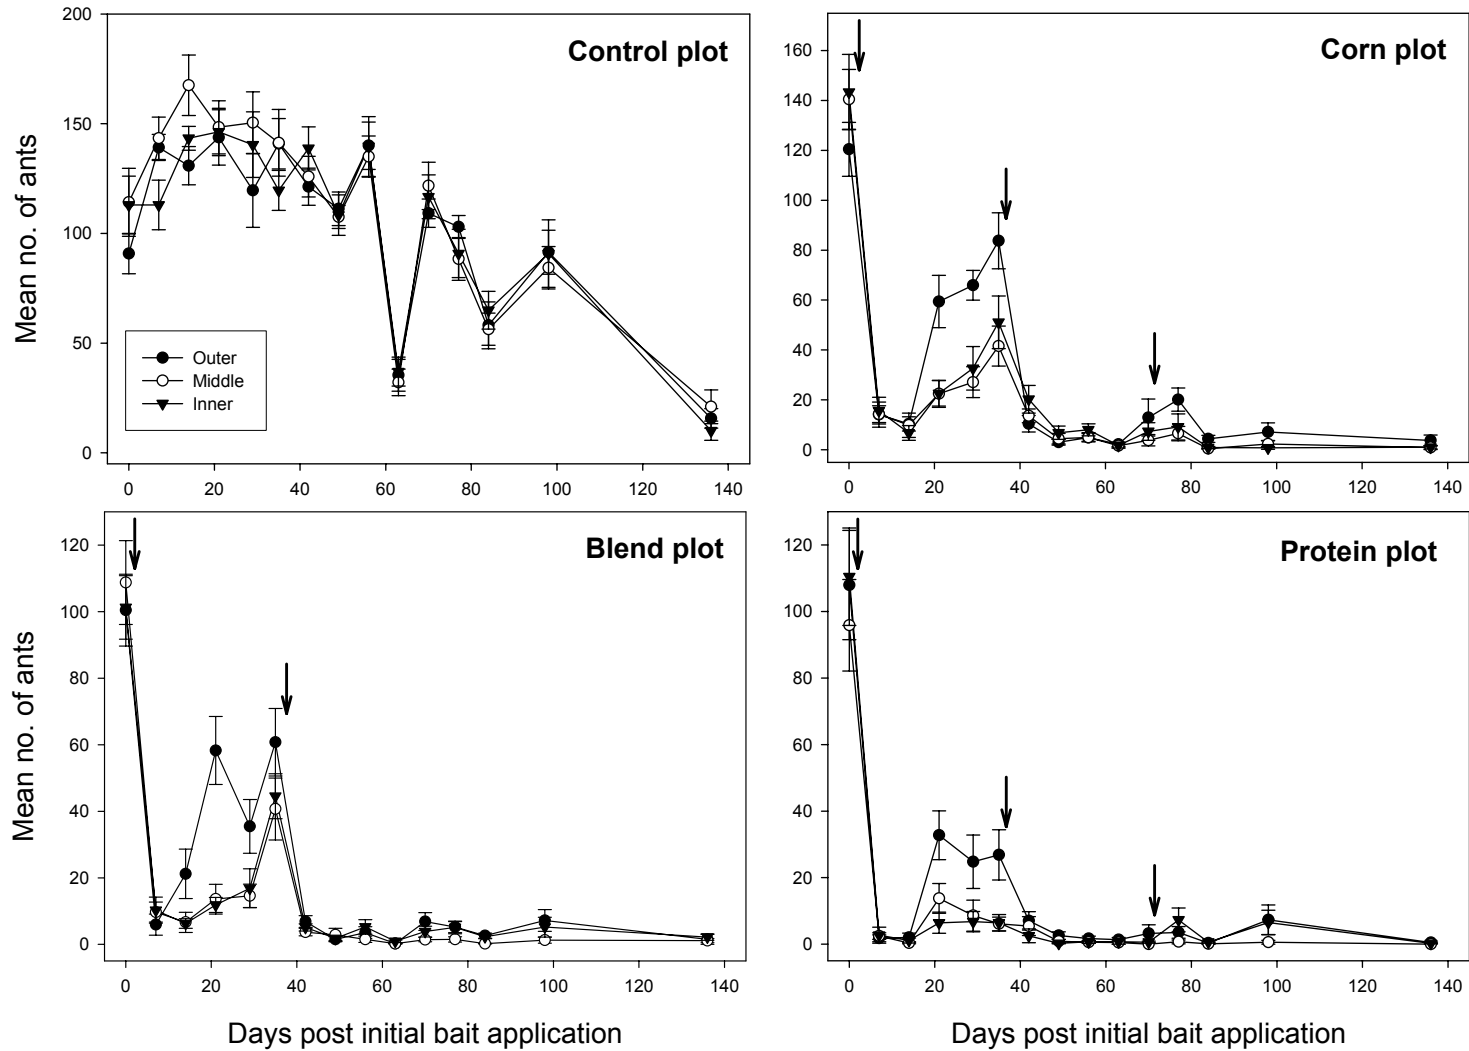 Control plot
Mean no. of ants
200
150
100
50
0
Outer
Middle
Inner
0 20 40 60 80 100 120 140
Corn plot
160
140
120
100
80
60
40
20
0
0 20 40 60 80 100 120 140
Blend plot
Mean no. of ants
120
100
80
60
40
20
0
0 20 40 60 80 100 120 140
Days post initial bait application
Protein plot
120
100
80
60
40
20
0
0 20 40 60 80 100 120 140
Days post initial bait application